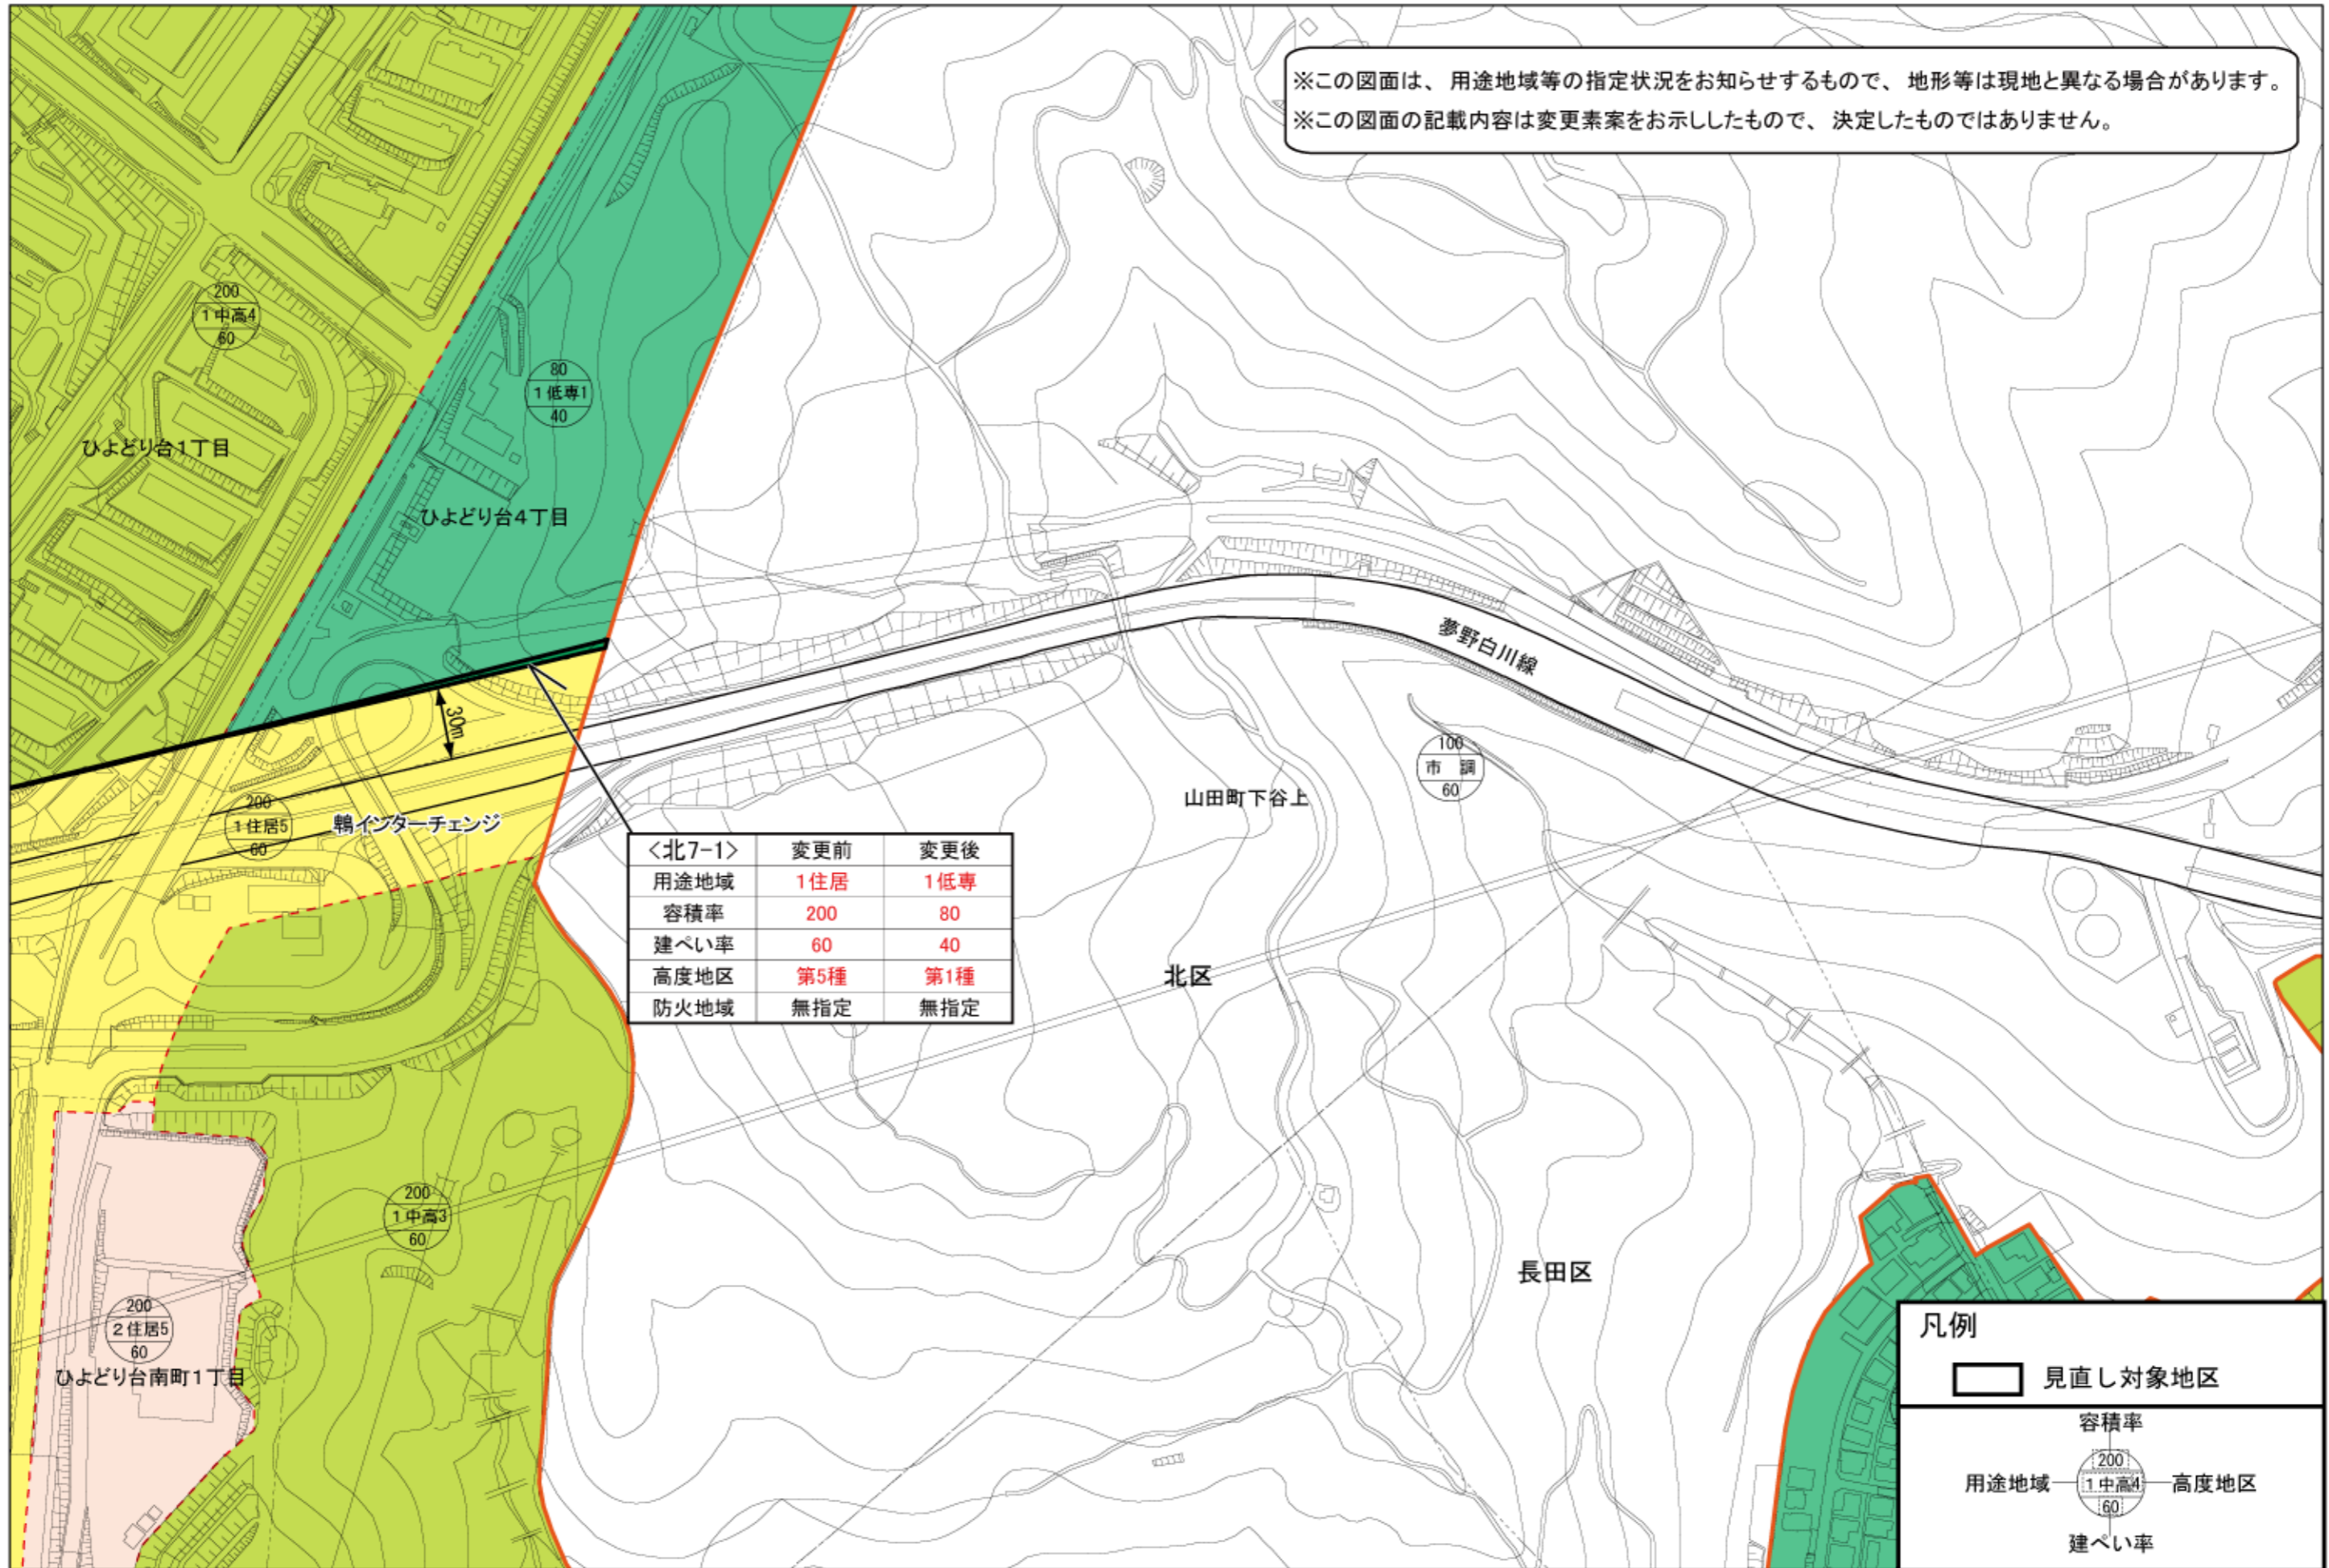 ※この図面は、用途地域等の指定状況をお知らせするもので、地形等は現地と異なる場合があります。
※この図面の記載内容は変更素案をお示ししたもので、決定したものではありません。
200
1中高4
60
80
1低専1
40
ひよどり台1丁目
ひよどり台4丁目
夢野白川線
30m
100
市 調
60
山田町下谷上
200
1住居5
60
鵯インターチェンジ
<北7-1> 変更前 変更後
用途地域 1住居 1低専
容積率 200 80
建ぺい率 60 40
高度地区 第5種 第1種
防火地域 無指定 無指定
北区
200
1中高3
60
長田区
200
2住居5
60
ひよどり台南町1丁目
凡例
見直し対象地区
容積率
200
用途地域 1中高4 高度地区
60
建ぺい率